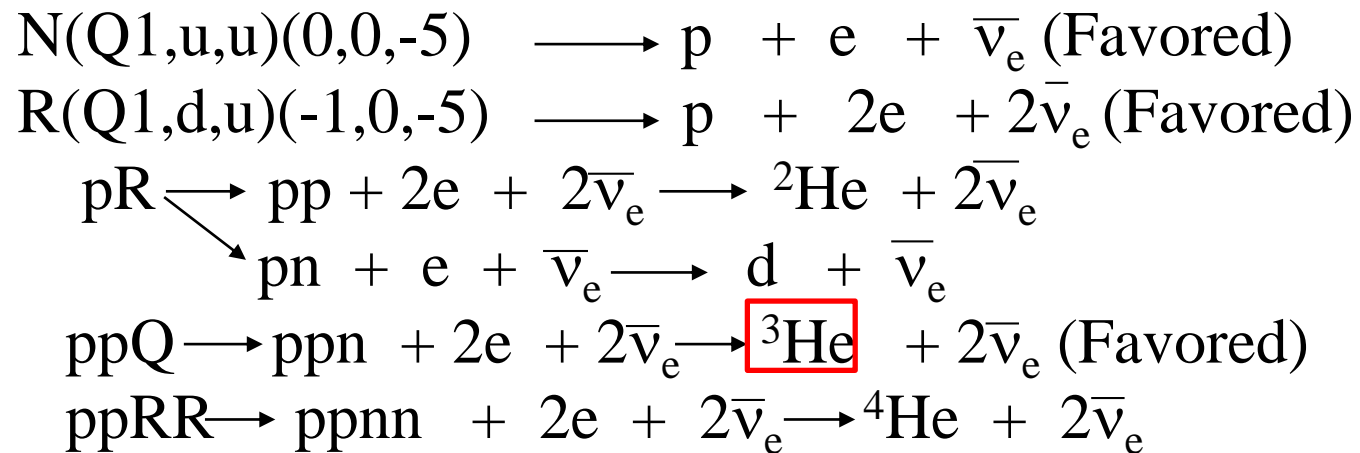 N(Q1,u,u)(0,0,-5) ⟶ p + e + ν̅ₑ (Favored)
R(Q1,d,u)(-1,0,-5) ⟶ p + 2e + 2ν̅ₑ (Favored)
pR ⟶ pp + 2e + 2ν̅ₑ ⟶ ²He + 2ν̅ₑ
pn + e + ν̅ₑ ⟶ d + ν̅ₑ
ppQ ⟶ ppn + 2e + 2ν̅ₑ ⟶ ³He + 2ν̅ₑ (Favored)
ppRR ⟶ ppnn + 2e + 2ν̅ₑ ⟶ ⁴He + 2ν̅ₑ